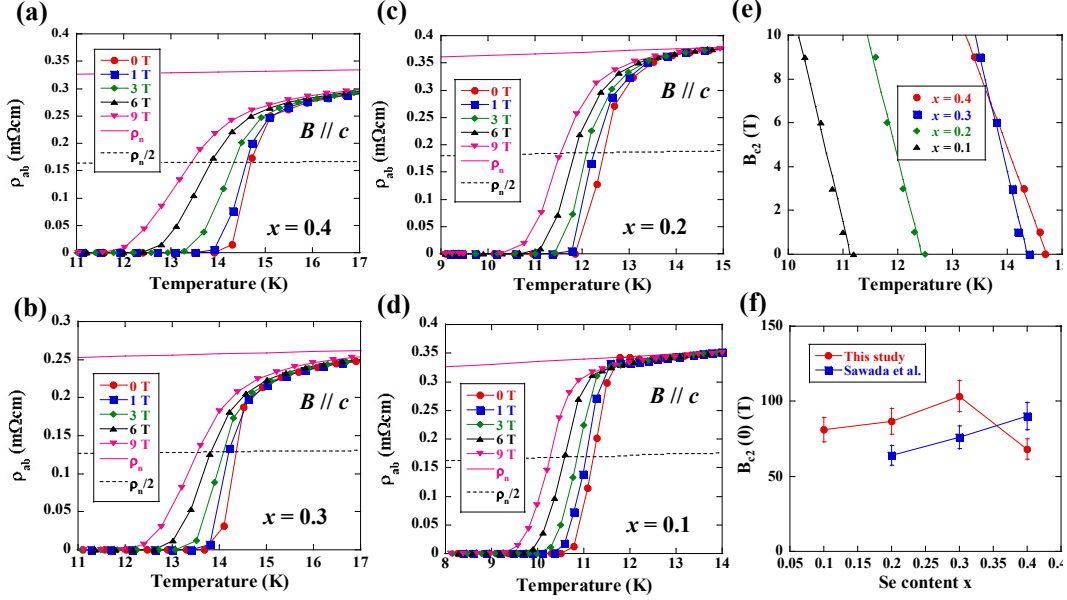 (a)
ρab (mΩcm)
0.4
0.35
0.3
0.25
0.2
0.15
0.1
0.05
0
0 T
1 T
3 T
6 T
9 T
ρn
ρn/2
B // c
x = 0.4
11 12 13 14 15 16 17
Temperature (K)
(b)
ρab (mΩcm)
0.3
0.25
0.2
0.15
0.1
0.05
0
0 T
1 T
3 T
6 T
9 T
ρn
ρn/2
B // c
x = 0.3
11 12 13 14 15 16 17
Temperature (K)
(c)
ρab (mΩcm)
0.4
0.35
0.3
0.25
0.2
0.15
0.1
0.05
0
0 T
1 T
3 T
6 T
9 T
ρn
ρn/2
B // c
x = 0.2
9 10 11 12 13 14 15
Temperature (K)
(d)
ρab (mΩcm)
0.4
0.35
0.3
0.25
0.2
0.15
0.1
0.05
0
0 T
1 T
3 T
6 T
9 T
ρn
ρn/2
B // c
x = 0.1
8 9 10 11 12 13 14
Temperature (K)
(e)
Bc2 (T)
10
8
6
4
2
0
x = 0.4
x = 0.3
x = 0.2
x = 0.1
10 11 12 13 14 15
Temperature (K)
(f)
Bc2 (0) (T)
150
100
50
0
This study
Sawada et al.
0.05 0.1 0.15 0.2 0.25 0.3 0.35 0.4
Se content x